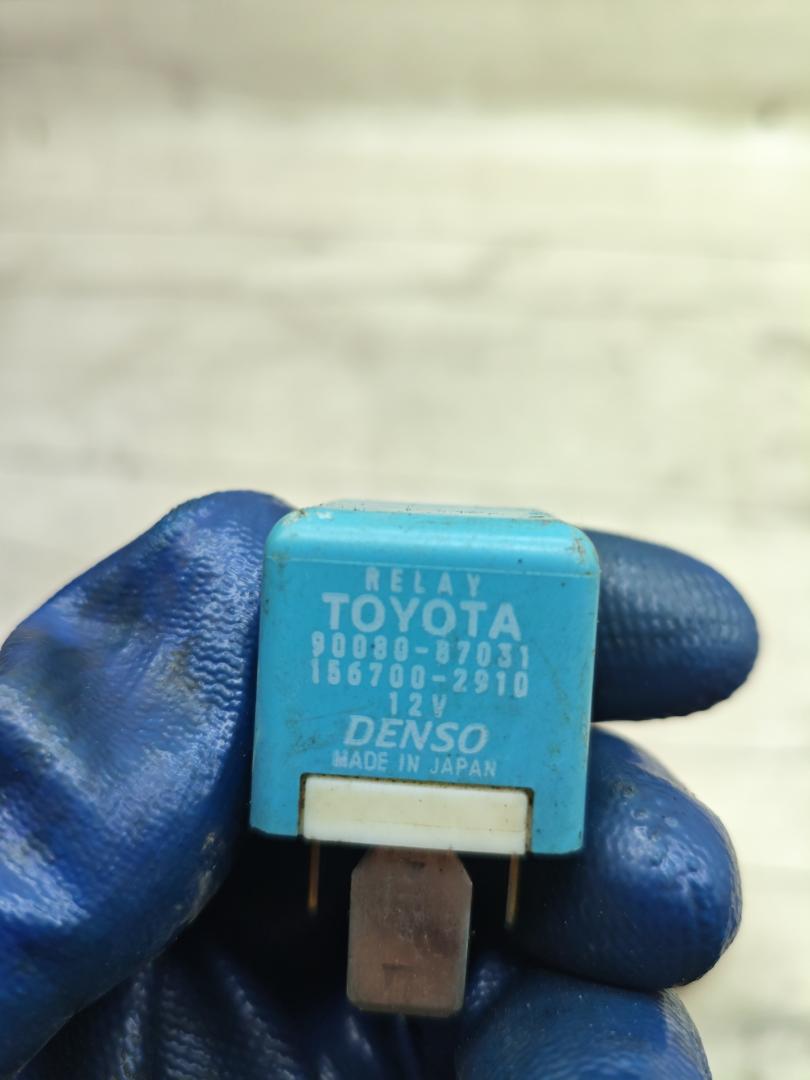 RELAY
TOYOTA
90080-87031
156700-2910
12V
DENSO
MADE IN JAPAN